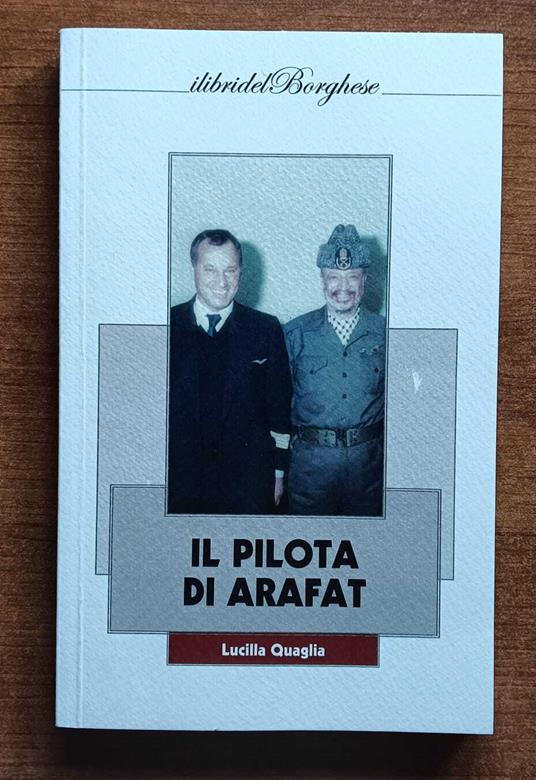 ilibridelBorghese
IL PILOTA
DI ARAFAT
Lucilla Quaglia